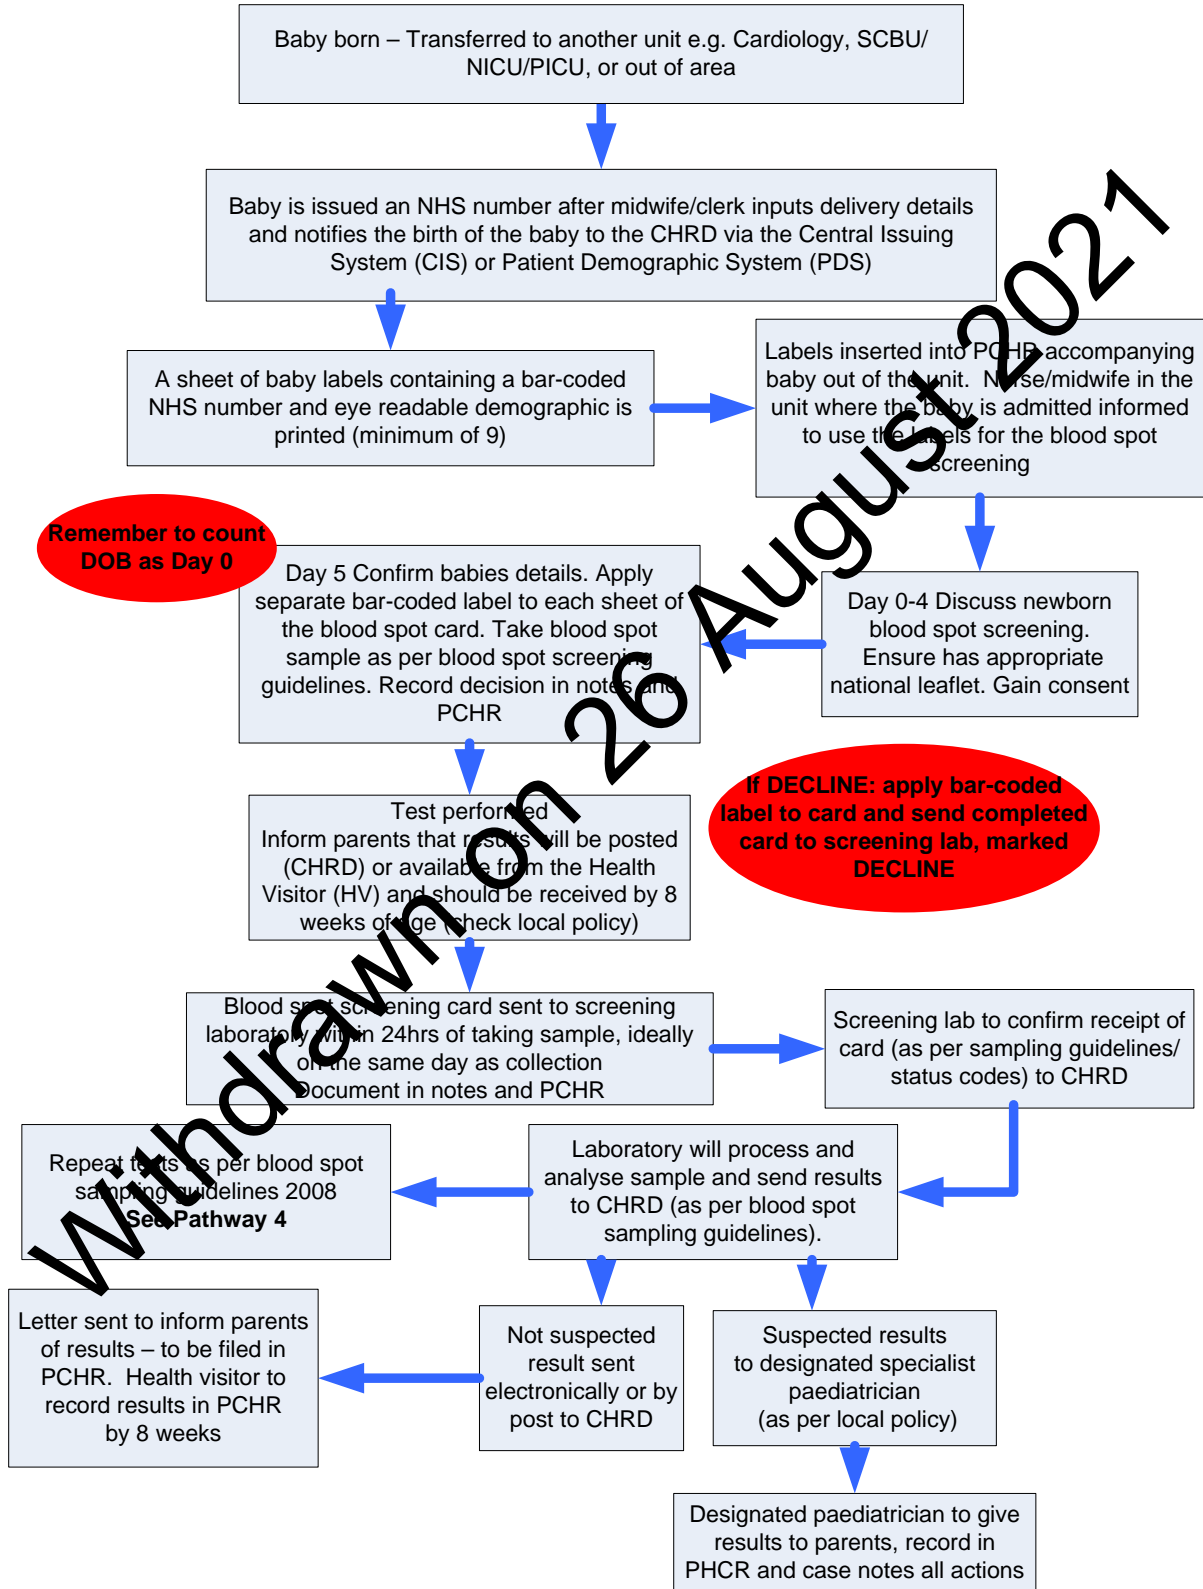 Baby born – Transferred to another unit e.g. Cardiology, SCBU/
NICU/PICU, or out of area
Baby is issued an NHS number after midwife/clerk inputs delivery details
and notifies the birth of the baby to the CHRD via the Central Issuing
System (CIS) or Patient Demographic System (PDS)
A sheet of baby labels containing a bar-coded
NHS number and eye readable demographic is
printed (minimum of 9)
Labels inserted into PCHR accompanying
baby out of the unit. Nurse/midwife in the
unit where the baby is admitted informed
to use the labels for the blood spot
screening
Remember to count
DOB as Day 0
Day 5 Confirm babies details. Apply
separate bar-coded label to each sheet of
the blood spot card. Take blood spot
sample as per blood spot screening
guidelines. Record decision in notes and
PCHR
Day 0-4 Discuss newborn
blood spot screening.
Ensure has appropriate
national leaflet. Gain consent
If DECLINE: apply bar-coded
label to card and send completed
card to screening lab, marked
DECLINE
Test performed
Inform parents that results will be posted
(CHRD) or available from the Health
Visitor (HV) and should be received by 8
weeks of age (check local policy)
Blood spot screening card sent to screening
laboratory within 24hrs of taking sample, ideally
on the same day as collection
Document in notes and PCHR
Screening lab to confirm receipt of
card (as per sampling guidelines/
status codes) to CHRD
Repeat tests as per blood spot
sampling guidelines 2008
See Pathway 4
Laboratory will process and
analyse sample and send results
to CHRD (as per blood spot
sampling guidelines).
Letter sent to inform parents
of results – to be filed in
PCHR. Health visitor to
record results in PCHR
by 8 weeks
Not suspected
result sent
electronically or by
post to CHRD
Suspected results
to designated specialist
paediatrician
(as per local policy)
Designated paediatrician to give
results to parents, record in
PHCR and case notes all actions
Withdrawn on 26 August 2021